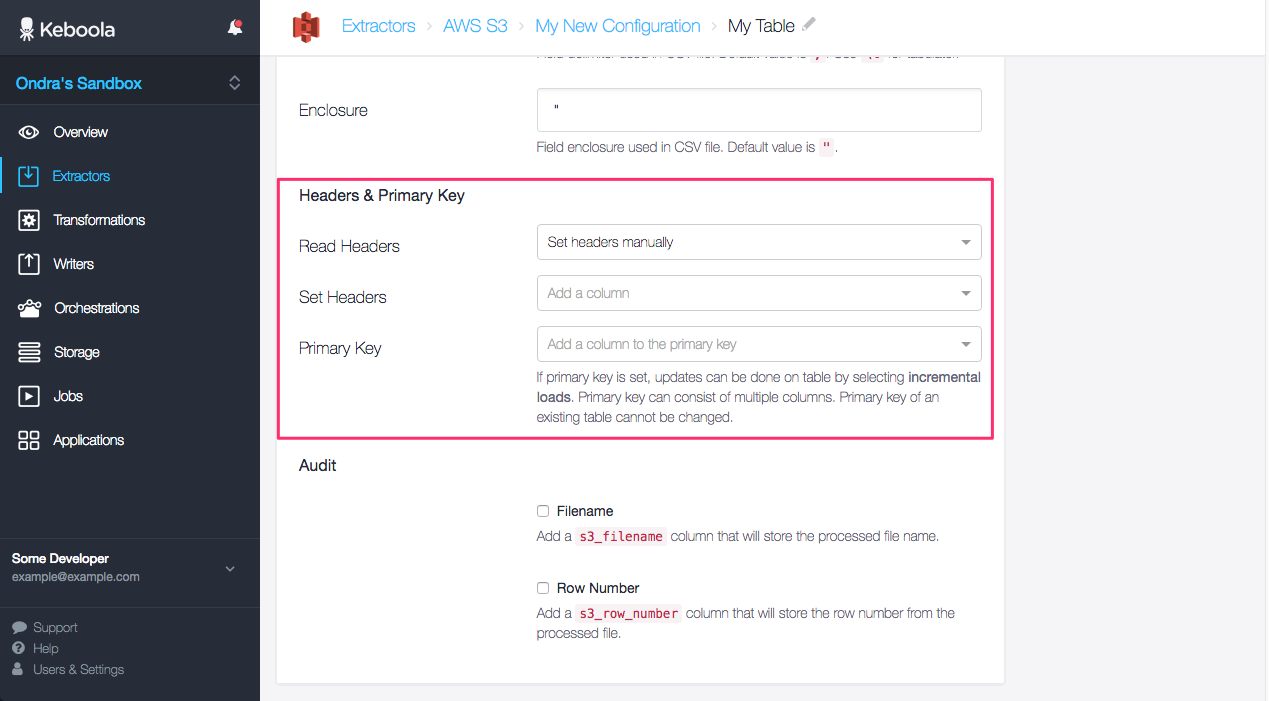 Keboola
Extractors › AWS S3 › My New Configuration › My Table
Ondra's Sandbox
Overview
Extractors
Transformations
Writers
Orchestrations
Storage
Jobs
Applications
Some Developer
example@example.com
Support
Help
Users & Settings
Enclosure
"
Field enclosure used in CSV file. Default value is " .
Headers & Primary Key
Read Headers
Set headers manually
Set Headers
Add a column
Primary Key
Add a column to the primary key
If primary key is set, updates can be done on table by selecting incremental
loads. Primary key can consist of multiple columns. Primary key of an
existing table cannot be changed.
Audit
Filename
Add a s3_filename column that will store the processed file name.
Row Number
Add a s3_row_number column that will store the row number from the
processed file.